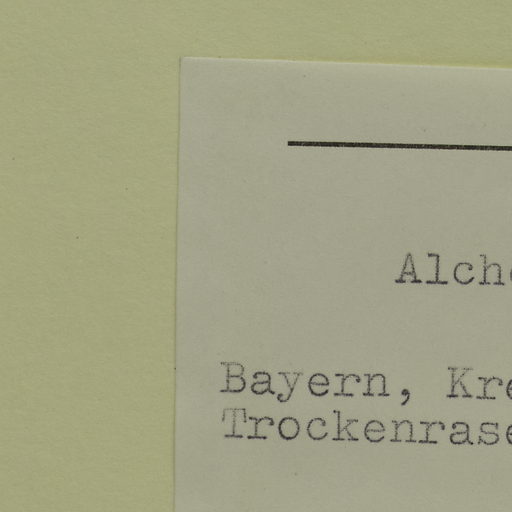 Alch
Bayern, Kre
Trockenrase